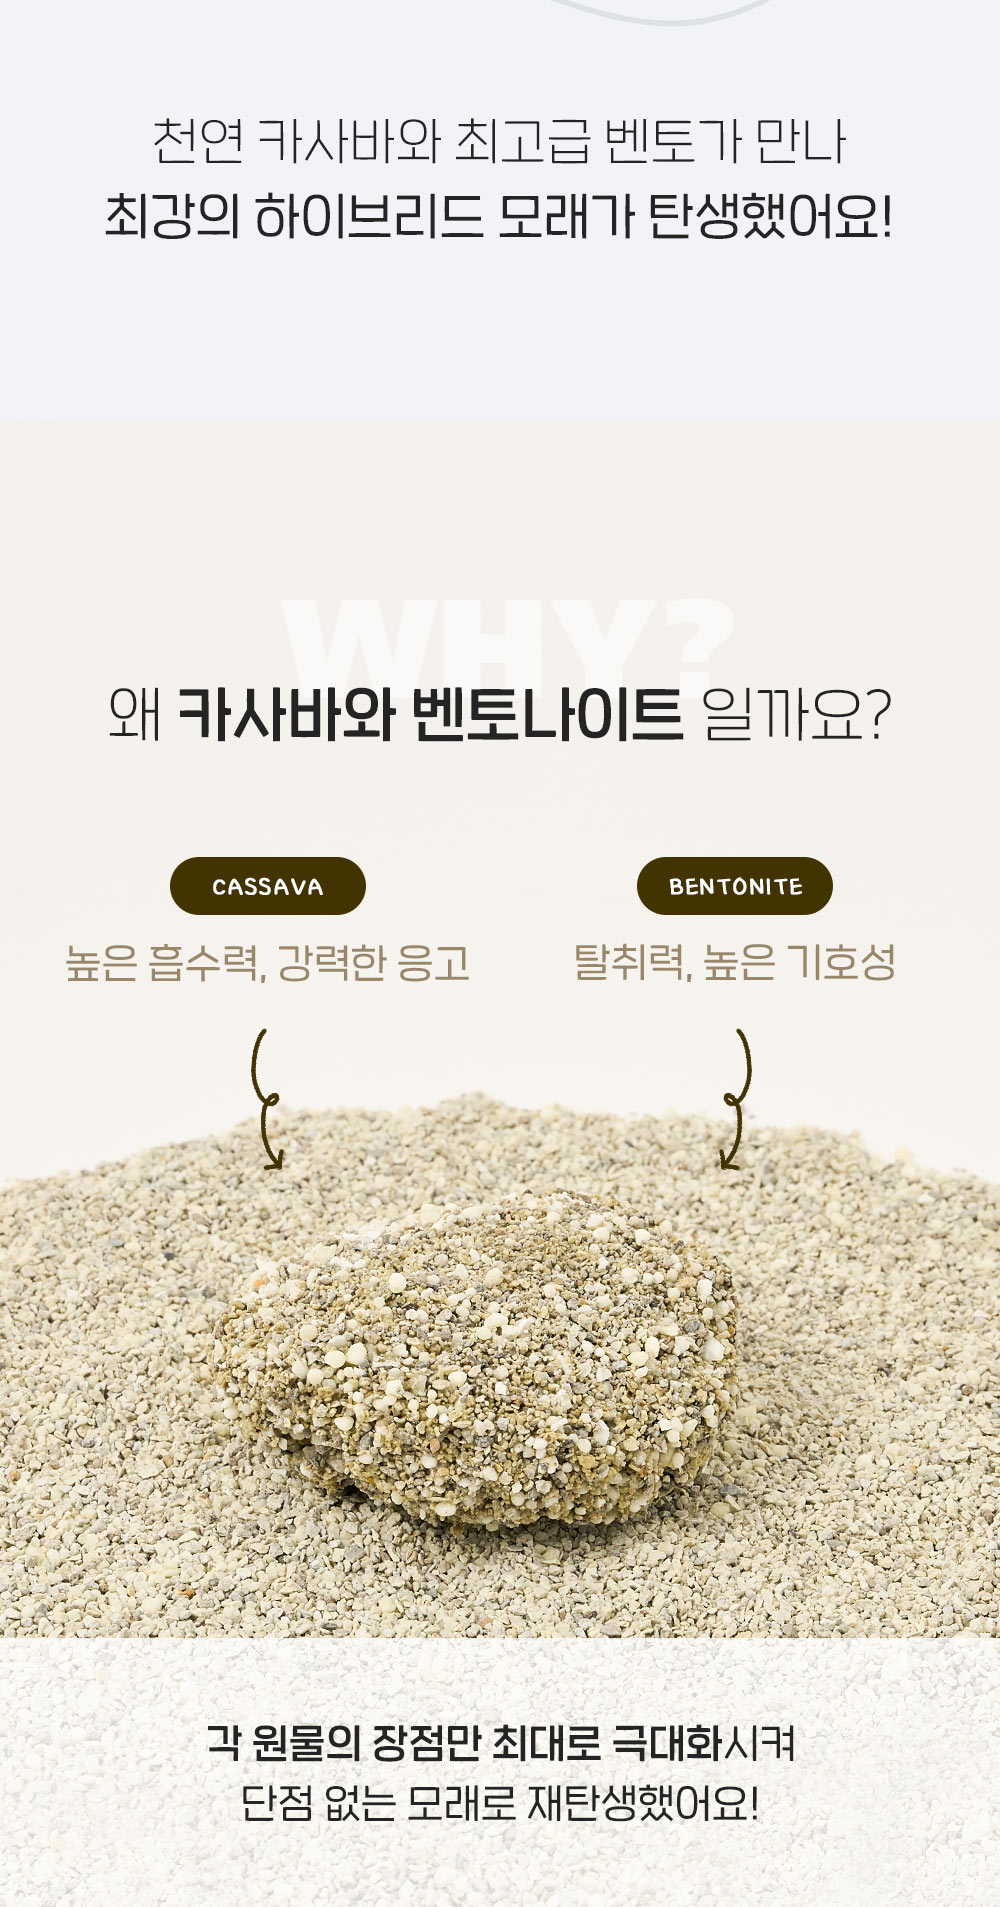 천연 카사바와 최고급 벤토가 만나
최강의 하이브리드 모래가 탄생했어요!
WHY?
왜 카사바와 벤토나이트 일까요?
CASSAVA
BENTONITE
높은 흡수력, 강력한 응고
탈취력, 높은 기호성
각 원물의 장점만 최대로 극대화시켜
단점 없는 모래로 재탄생했어요!